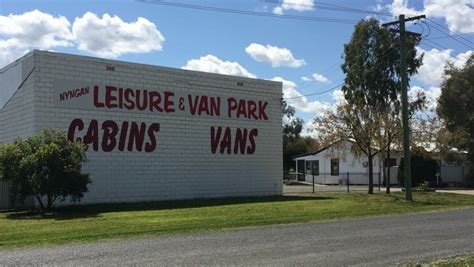 NYNGAN LEISURE & VAN PARK
CABINS VANS